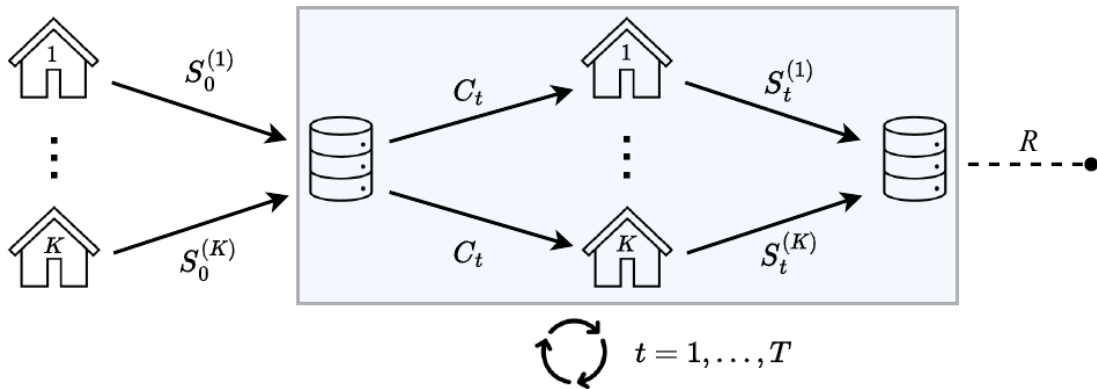 1
S_0^{(1)}
C_t
1
S_t^{(1)}
R
K
S_0^{(K)}
C_t
K
S_t^{(K)}
t = 1, . . . , T